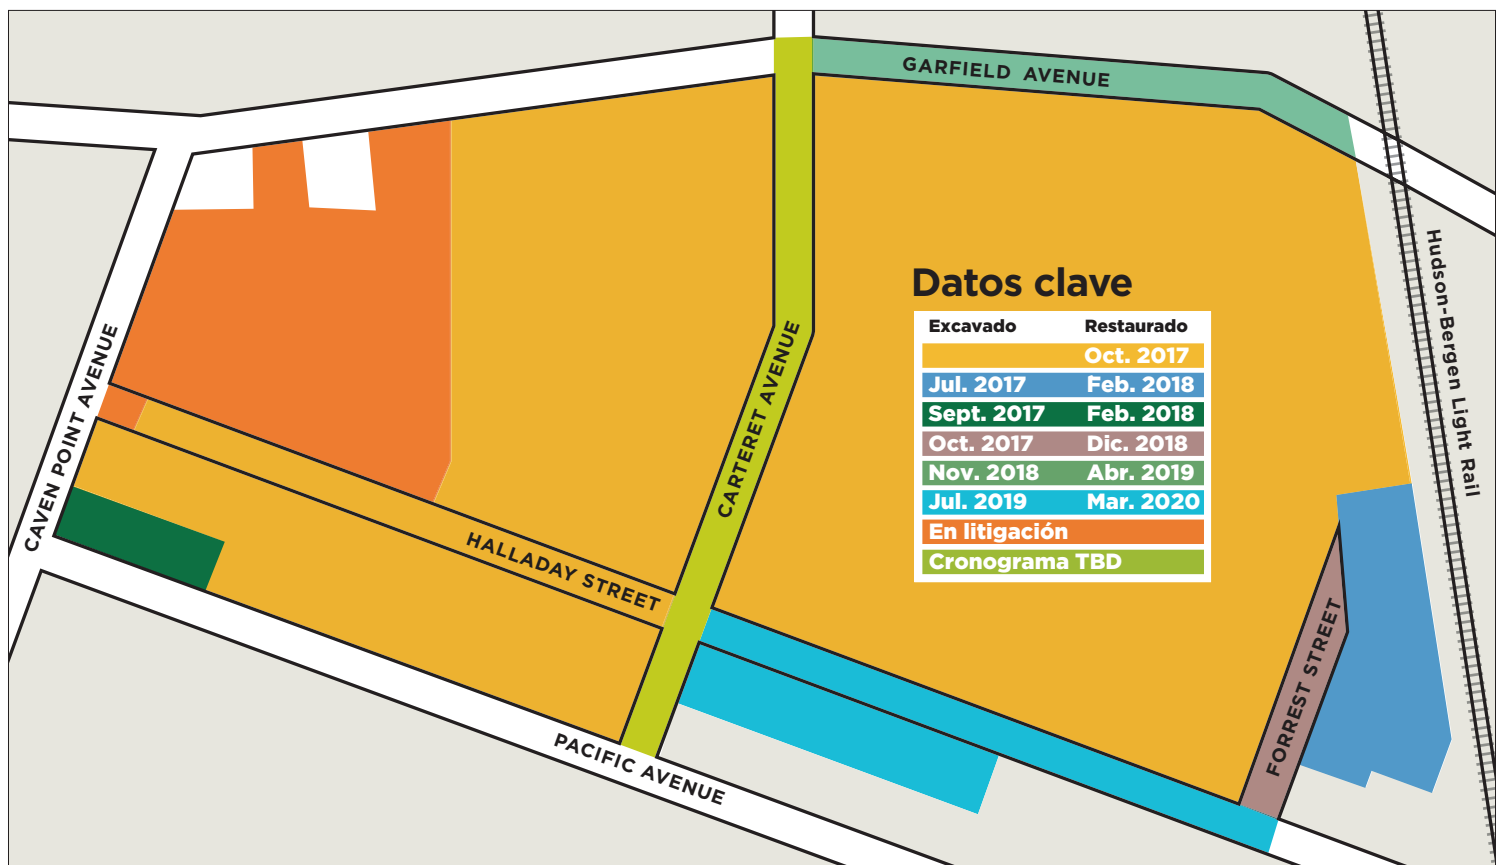 GARFIELD AVENUE
Hudson-Bergen Light Rail
Datos clave
Excavado Restaurado
Oct. 2017
Jul. 2017 Feb. 2018
Sept. 2017 Feb. 2018
Oct. 2017 Dic. 2018
Nov. 2018 Abr. 2019
Jul. 2019 Mar. 2020
En litigación
Cronograma TBD
CAVEN POINT AVENUE
CARTERET AVENUE
HALLADAY STREET
FORREST STREET
PACIFIC AVENUE